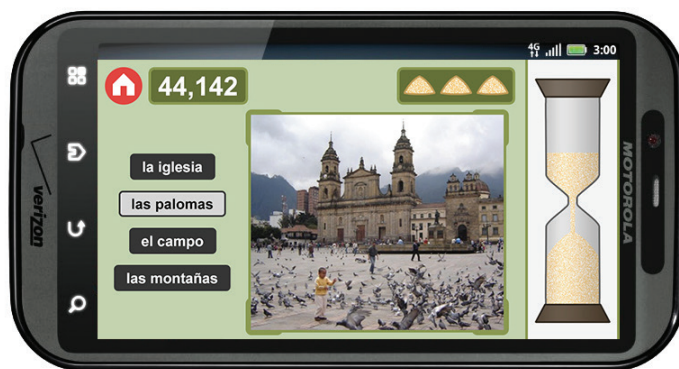 4G 3:00
44,142
la iglesia
las palomas
el campo
las montañas
verizon
MOTOROLA